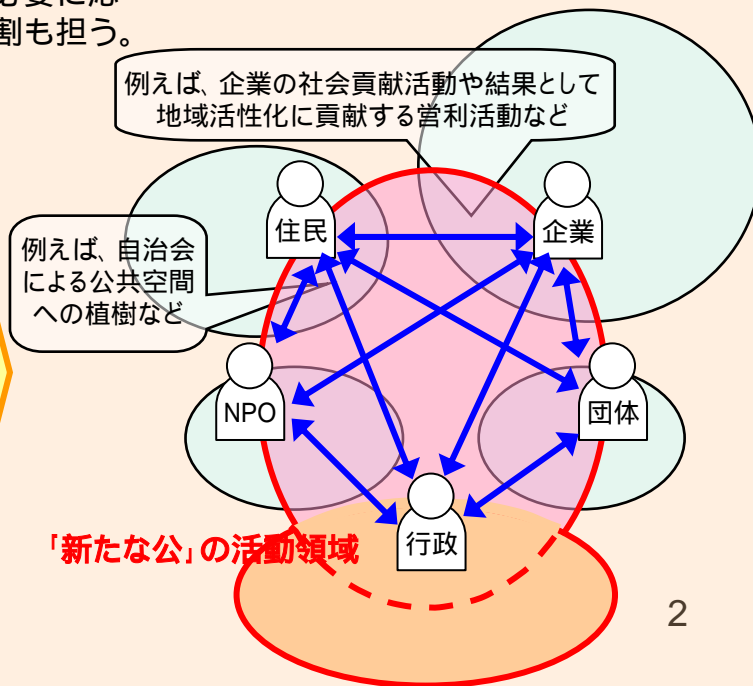 割も担う。
例えば、企業の社会貢献活動や結果として
地域活性化に貢献する営利活動など
住民
企業
例えば、自治会
による公共空間
への植樹など
NPO
団体
行政
「新たな公」の活動領域
2